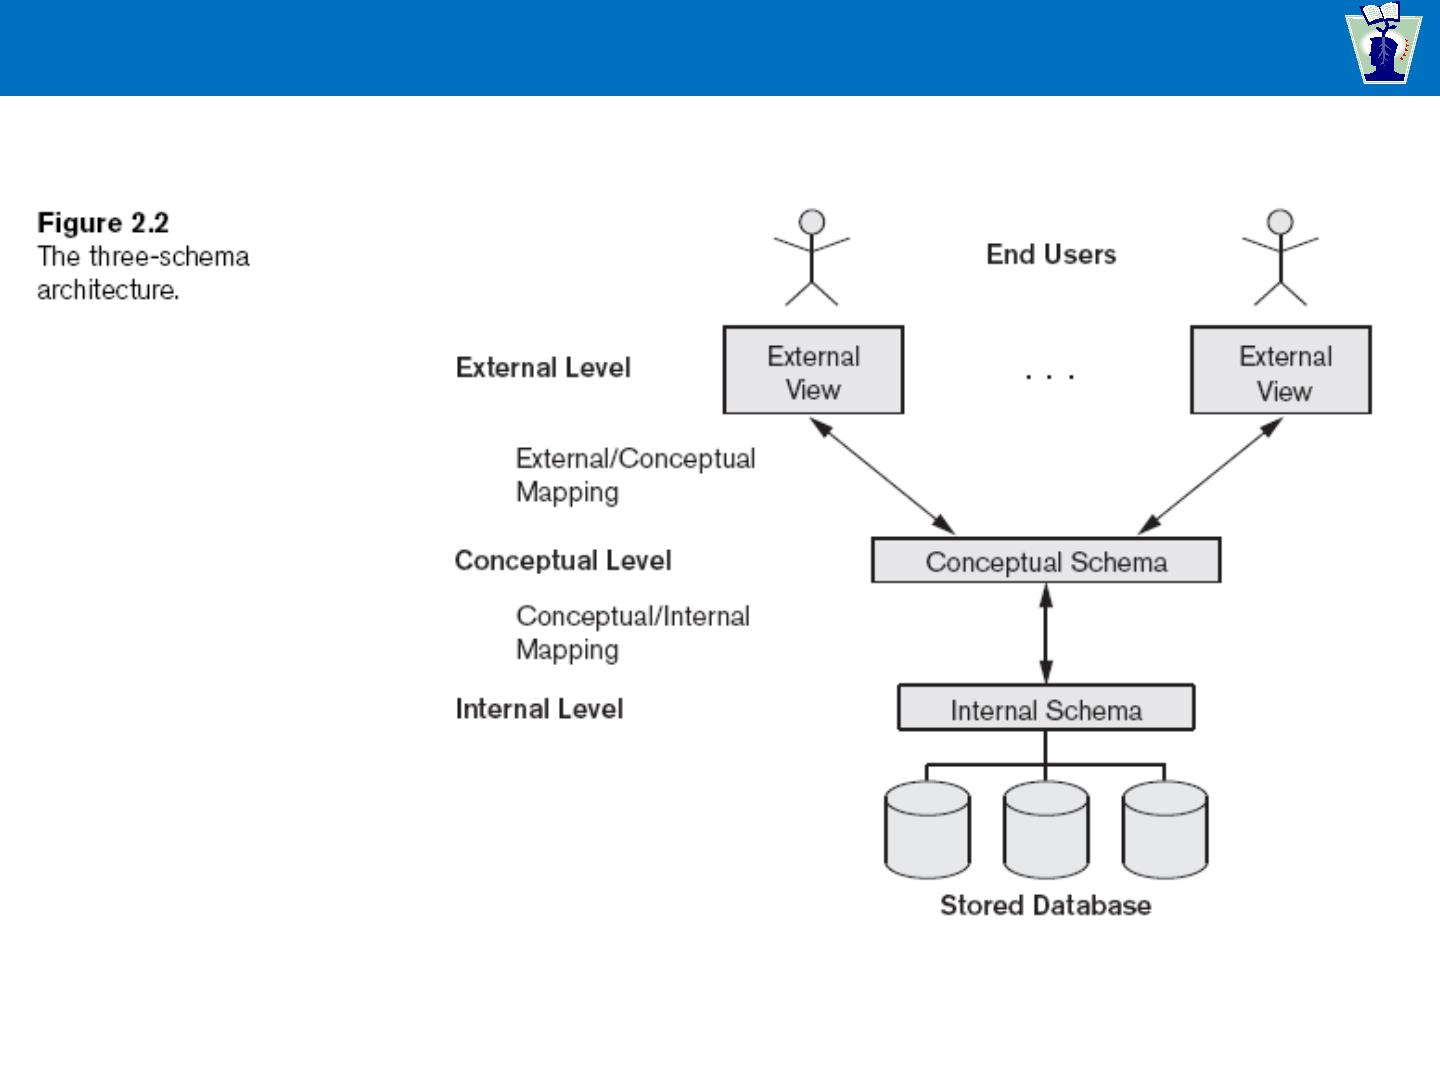 Figure 2.2
The three-schema
architecture.
End Users
External Level
External
View
. . .
External
View
External/Conceptual
Mapping
Conceptual Level
Conceptual Schema
Conceptual/Internal
Mapping
Internal Level
Internal Schema
Stored Database